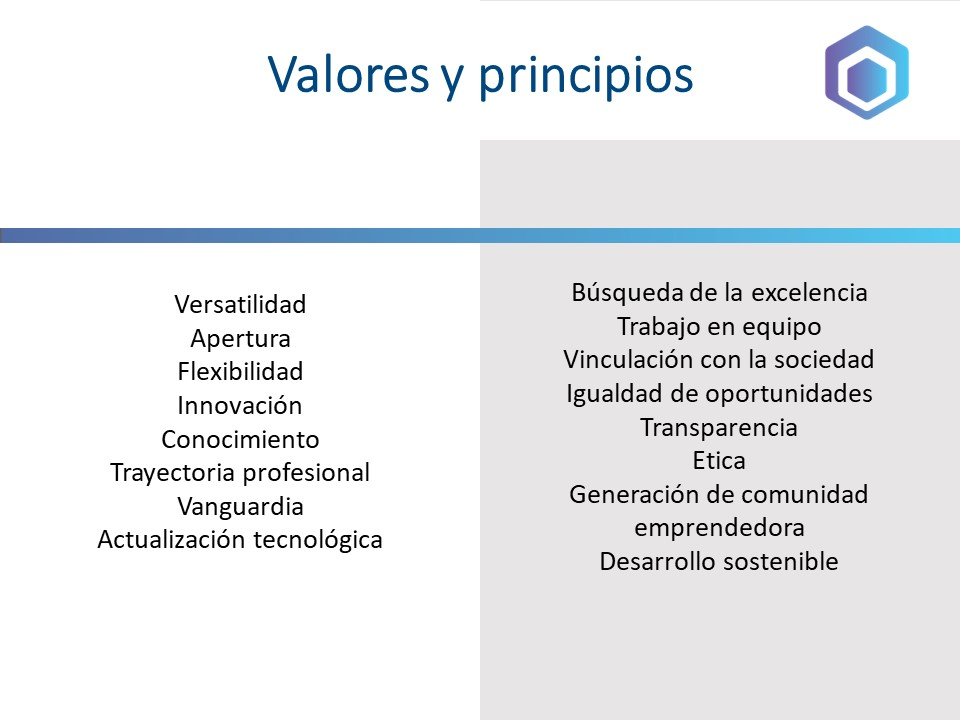 Valores y principios
Versatilidad
Apertura
Flexibilidad
Innovación
Conocimiento
Trayectoria profesional
Vanguardia
Actualización tecnológica
Búsqueda de la excelencia
Trabajo en equipo
Vinculación con la sociedad
Igualdad de oportunidades
Transparencia
Etica
Generación de comunidad
emprendedora
Desarrollo sostenible